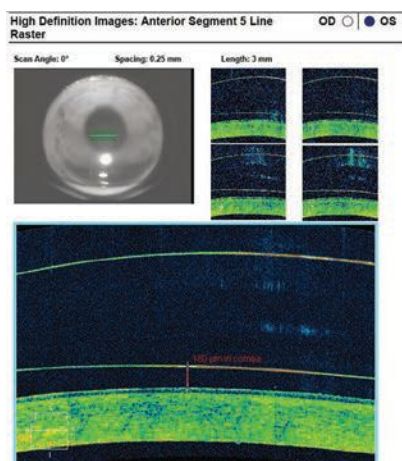 High Definition Images: Anterior Segment 5 Line Raster
OD OS
Scan Angle: 0° Spacing: 0.25 mm Length: 3 mm
180 µm in cornea